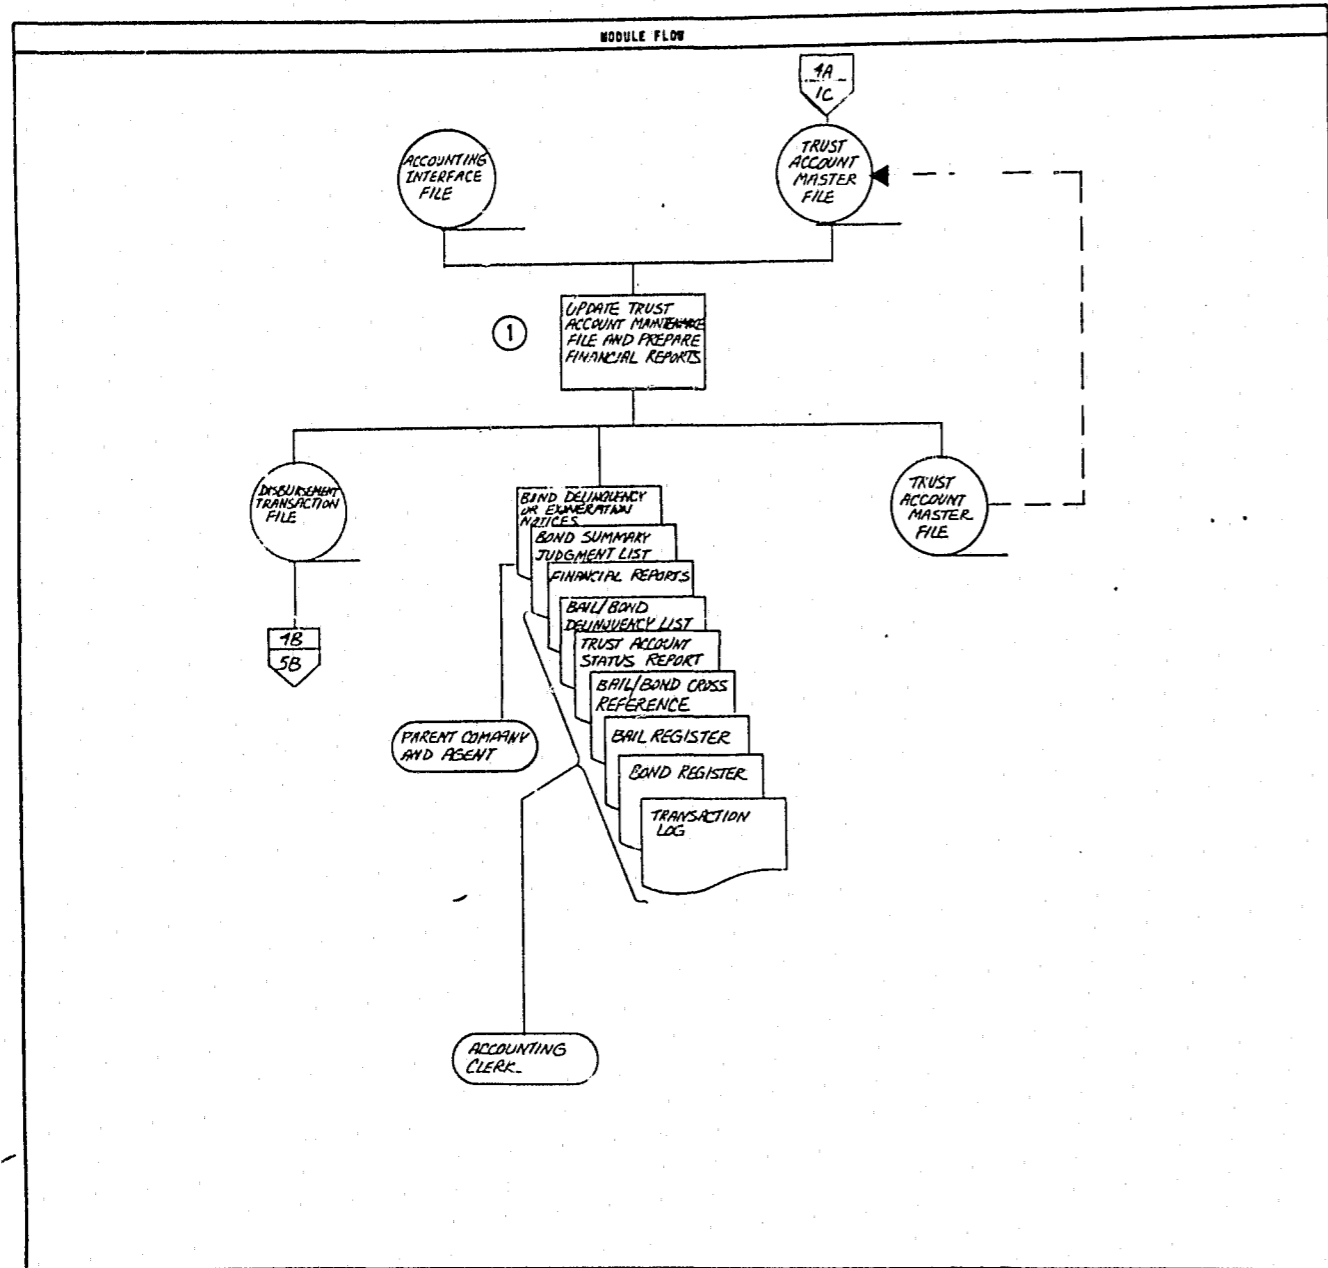 MODULE FLOW
4A
1C
ACCOUNTING
INTERFACE
FILE
TRUST
ACCOUNT
MASTER
FILE
1
UPDATE TRUST
ACCOUNT MAINTENANCE
FILE AND PREPARE
FINANCIAL REPORTS
DISBURSEMENT
TRANSACTION
FILE
BOND DELINQUENCY
OR EXONERATION
NOTICES
BOND SUMMARY
JUDGMENT LIST
FINANCIAL REPORTS
BAIL/BOND
DELINQUENCY LIST
TRUST ACCOUNT
STATUS REPORT
BAIL/BOND CROSS
REFERENCE
BAIL REGISTER
BOND REGISTER
TRANSACTION
LOG
TRUST
ACCOUNT
MASTER
FILE
4B
5B
PARENT COMPANY
AND AGENT
ACCOUNTING
CLERK